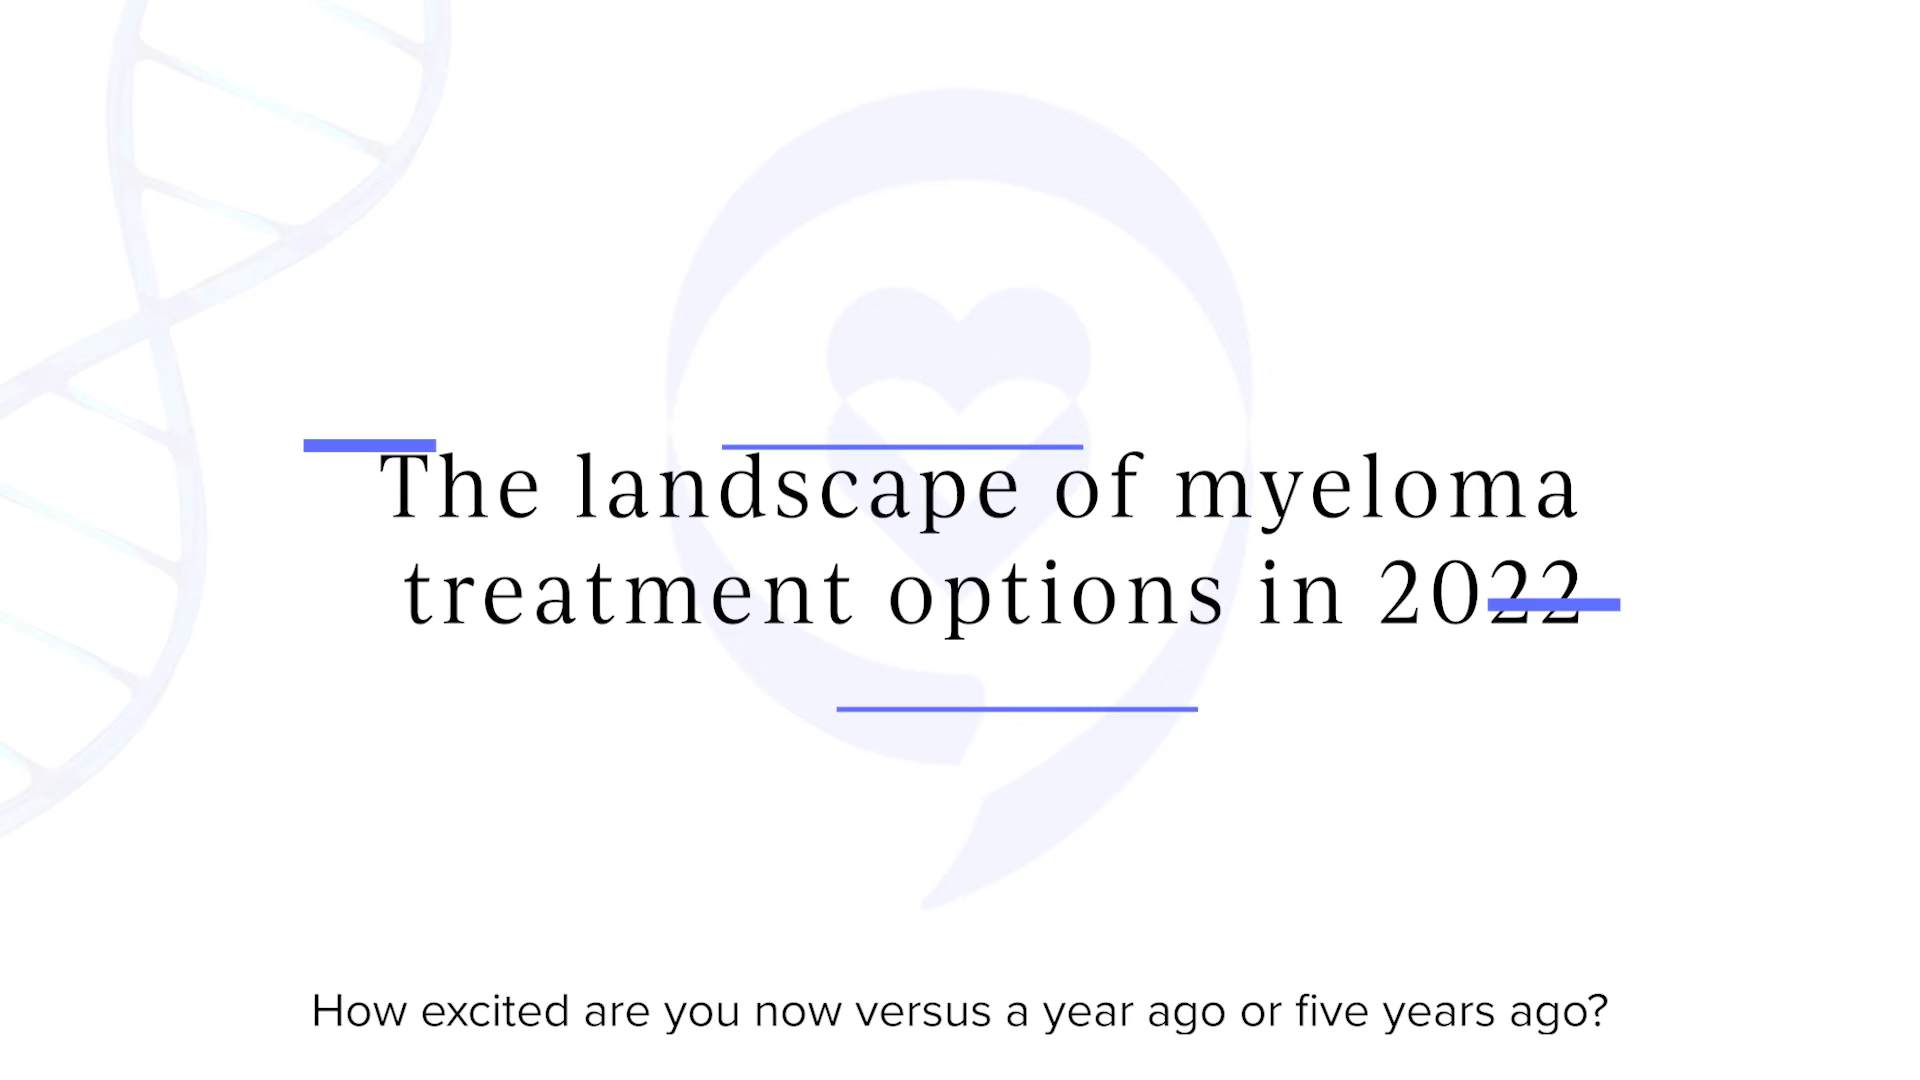 The landscape of myeloma
treatment options in 2022
How excited are you now versus a year ago or five years ago?